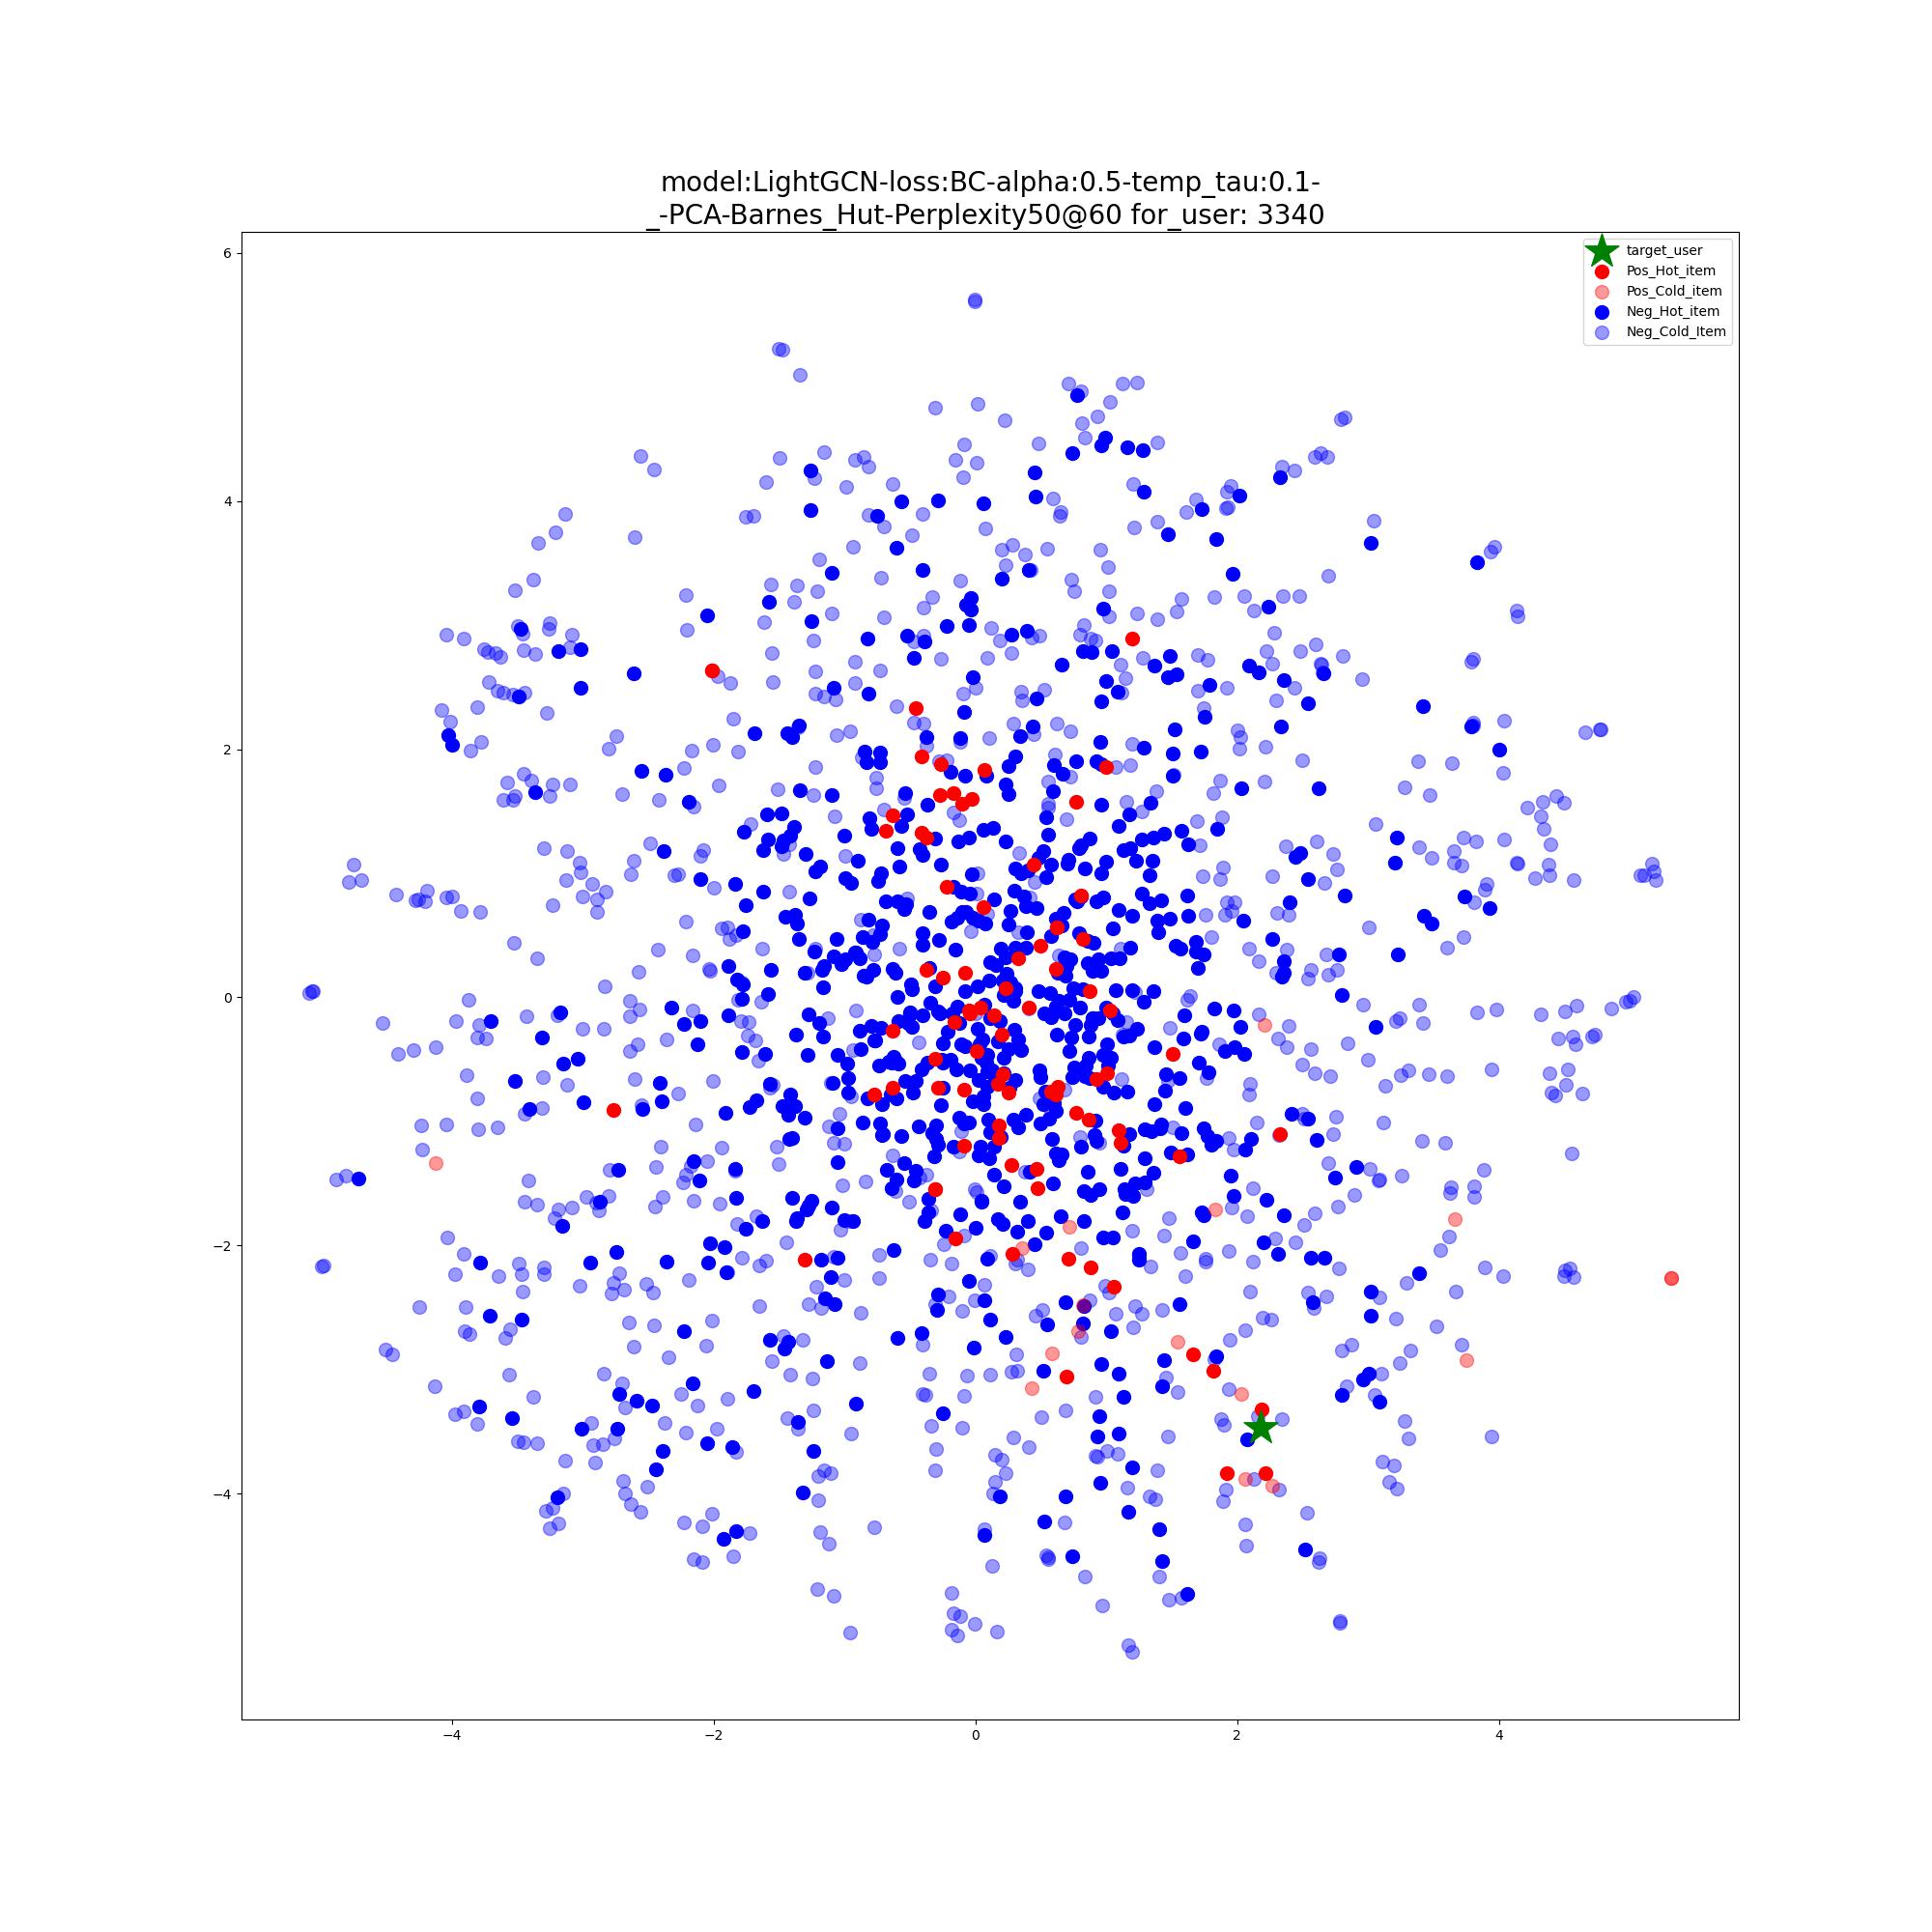 model:LightGCN-loss:BC-alpha:0.5-temp_tau:0.1-
_-PCA-Barnes_Hut-Perplexity50@60 for_user: 3340
target_user
Pos_Hot_item
Pos_Cold_item
Neg_Hot_item
Neg_Cold_Item
6
4
2
0
−2
−4
−4
−2
0
2
4